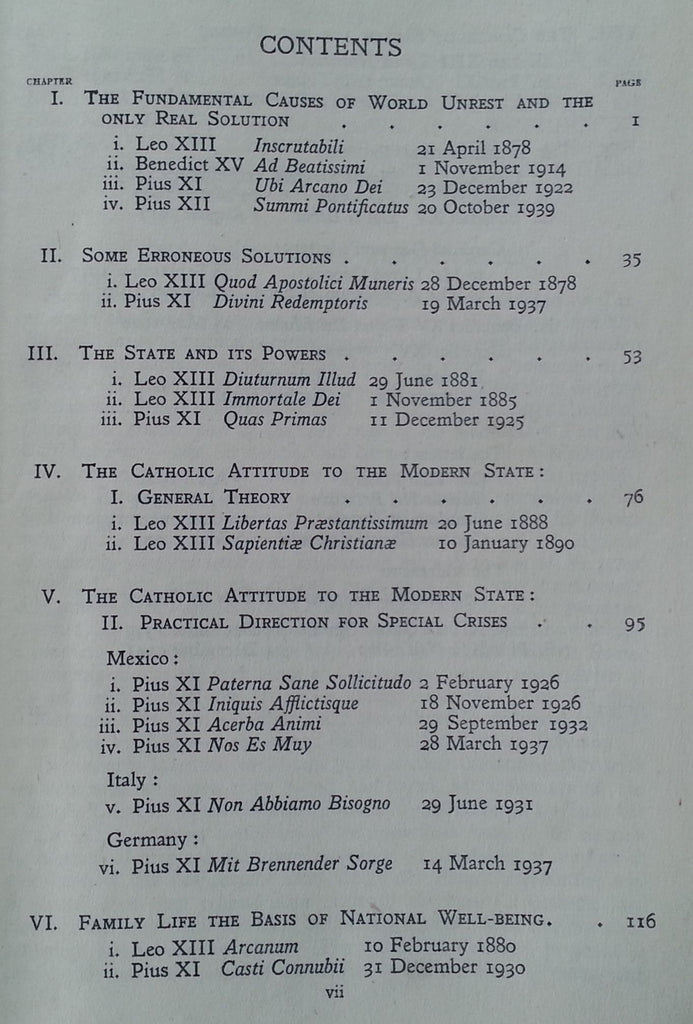 CONTENTS
CHAPTER PAGE
I. THE FUNDAMENTAL CAUSES OF WORLD UNREST AND THE
ONLY REAL SOLUTION . . . . . . 1
i. Leo XIII Inscrutabili 21 April 1878
ii. Benedict XV Ad Beatissimi 1 November 1914
iii. Pius XI Ubi Arcano Dei 23 December 1922
iv. Pius XII Summi Pontificatus 20 October 1939
II. SOME ERRONEOUS SOLUTIONS . . . . . . 35
i. Leo XIII Quod Apostolici Muneris 28 December 1878
ii. Pius XI Divini Redemptoris 19 March 1937
III. THE STATE AND ITS POWERS . . . . . . 53
i. Leo XIII Diuturnum Illud 29 June 1881
ii. Leo XIII Immortale Dei 1 November 1885
iii. Pius XI Quas Primas 11 December 1925
IV. THE CATHOLIC ATTITUDE TO THE MODERN STATE:
I. GENERAL THEORY . . . . . . 76
i. Leo XIII Libertas Præstantissimum 20 June 1888
ii. Leo XIII Sapientiæ Christianæ 10 January 1890
V. THE CATHOLIC ATTITUDE TO THE MODERN STATE:
II. PRACTICAL DIRECTION FOR SPECIAL CRISES . . 95
Mexico:
i. Pius XI Paterna Sane Sollicitudo 2 February 1926
ii. Pius XI Iniquis Afflictisque 18 November 1926
iii. Pius XI Acerba Animi 29 September 1932
iv. Pius XI Nos Es Muy 28 March 1937
Italy:
v. Pius XI Non Abbiamo Bisogno 29 June 1931
Germany:
vi. Pius XI Mit Brennender Sorge 14 March 1937
VI. FAMILY LIFE THE BASIS OF NATIONAL WELL-BEING. . 116
i. Leo XIII Arcanum 10 February 1880
ii. Pius XI Casti Connubii 31 December 1930
vii